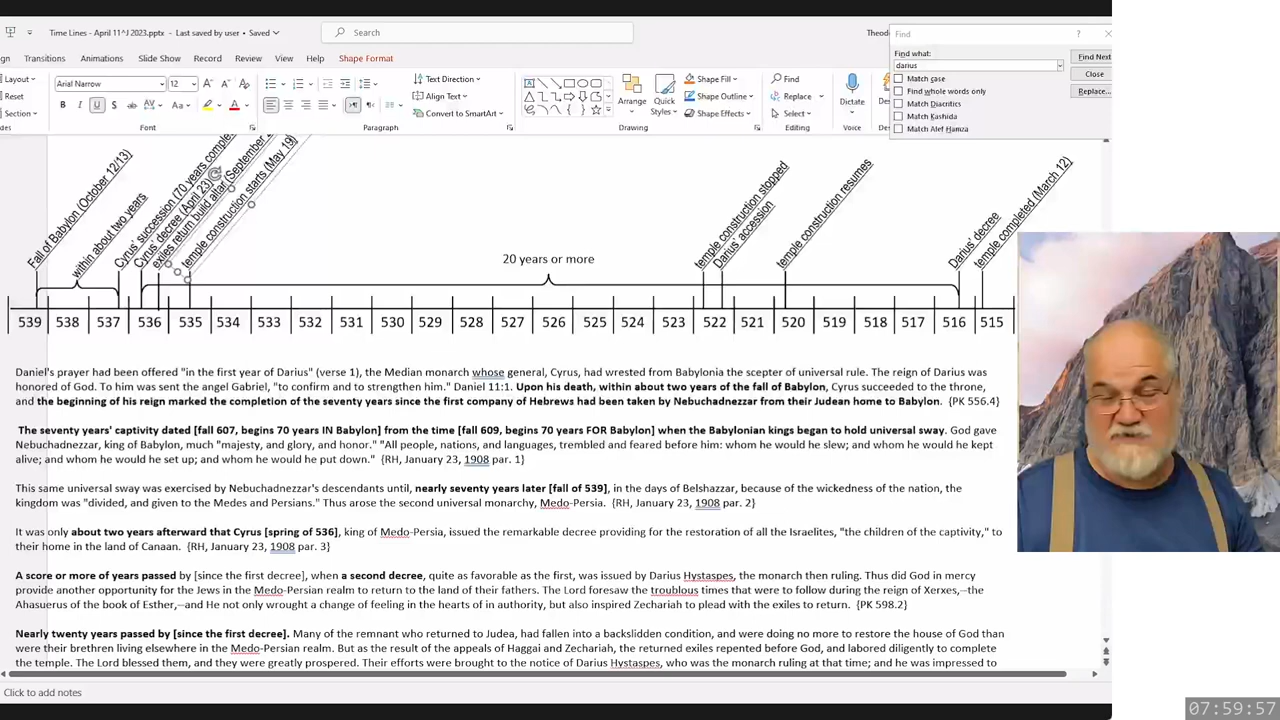 Time Lines - April 11^J 2023.pptx • Last saved by user • Saved
Search
Theodo
Find
Transitions
Animations
Slide Show
Record
Review
View
Help
Shape Format
Find what:
darius
Find Next
Match case
Close
Find whole words only
Replace...
Match Diacritics
Match Kashida
Match Alef Hamza
Layout
Reset
Section
Arial Narrow
12
Font
Text Direction
Align Text
Convert to SmartArt
Paragraph
Arrange
Quick
Styles
Shape Fill
Shape Outline
Shape Effects
Drawing
Find
Replace
Select
Editing
Dictate
Voice
Fall of Babylon (October 12/13)
within about two years
Cyrus' succession (70 years comple
Cyrus' decree (April 23)
exiles return build altar (September
temple construction starts (May 19)
20 years or more
temple construction stopped
Darius' accession
temple construction resumes
Darius' decree
temple completed (March 12)
539 538 537 536 535 534 533 532 531 530 529 528 527 526 525 524 523 522 521 520 519 518 517 516 515
Daniel's prayer had been offered "in the first year of Darius" (verse 1), the Median monarch whose general, Cyrus, had wrested from Babylonia the scepter of universal rule. The reign of Darius was
honored of God. To him was sent the angel Gabriel, "to confirm and to strengthen him." Daniel 11:1. Upon his death, within about two years of the fall of Babylon, Cyrus succeeded to the throne,
and the beginning of his reign marked the completion of the seventy years since the first company of Hebrews had been taken by Nebuchadnezzar from their Judean home to Babylon. {PK 556.4}
The seventy years' captivity dated [fall 607, begins 70 years IN Babylon] from the time [fall 609, begins 70 years FOR Babylon] when the Babylonian kings began to hold universal sway. God gave
Nebuchadnezzar, king of Babylon, much "majesty, and glory, and honor." "All people, nations, and languages, trembled and feared before him: whom he would he slew; and whom he would he kept
alive; and whom he would he set up; and whom he would he put down." {RH, January 23, 1908 par. 1}
This same universal sway was exercised by Nebuchadnezzar's descendants until, nearly seventy years later [fall of 539], in the days of Belshazzar, because of the wickedness of the nation, the
kingdom was "divided, and given to the Medes and Persians." Thus arose the second universal monarchy, Medo-Persia. {RH, January 23, 1908 par. 2}
It was only about two years afterward that Cyrus [spring of 536], king of Medo-Persia, issued the remarkable decree providing for the restoration of all the Israelites, "the children of the captivity," to
their home in the land of Canaan. {RH, January 23, 1908 par. 3}
A score or more of years passed by [since the first decree], when a second decree, quite as favorable as the first, was issued by Darius Hystaspes, the monarch then ruling. Thus did God in mercy
provide another opportunity for the Jews in the Medo-Persian realm to return to the land of their fathers. The Lord foresaw the troublous times that were to follow during the reign of Xerxes,--the
Ahasuerus of the book of Esther,--and He not only wrought a change of feeling in the hearts of in authority, but also inspired Zechariah to plead with the exiles to return. {PK 598.2}
Nearly twenty years passed by [since the first decree]. Many of the remnant who returned to Judea, had fallen into a backslidden condition, and were doing no more to restore the house of God than
were their brethren living elsewhere in the Medo-Persian realm. But as the result of the appeals of Haggai and Zechariah, the returned exiles repented before God, and labored diligently to complete
the temple. The Lord blessed them, and they were greatly prospered. Their efforts were brought to the notice of Darius Hystaspes, who was the monarch ruling at that time; and he was impressed to
Click to add notes
07:59:57